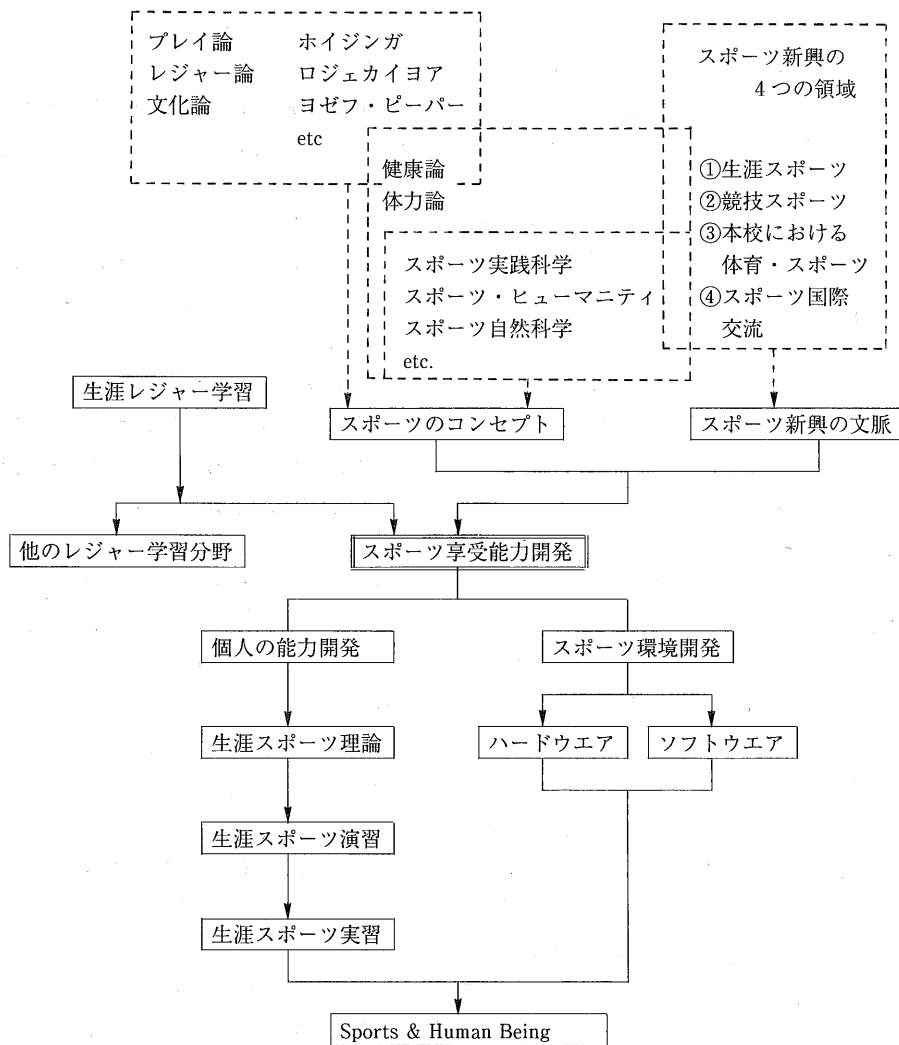 プレイ論　ホイジンガ
レジャー論　ロジェカイヨア
文化論　ヨゼフ・ピーパー
etc
健康論
体力論
スポーツ実践科学
スポーツ・ヒューマニティ
スポーツ自然科学
etc.
スポーツ新興の
4つの領域
①生涯スポーツ
②競技スポーツ
③本校における
体育・スポーツ
④スポーツ国際
交流
生涯レジャー学習
スポーツのコンセプト
スポーツ新興の文脈
他のレジャー学習分野
スポーツ享受能力開発
個人の能力開発
スポーツ環境開発
生涯スポーツ理論
ハードウエア
ソフトウエア
生涯スポーツ演習
生涯スポーツ実習
Sports & Human Being